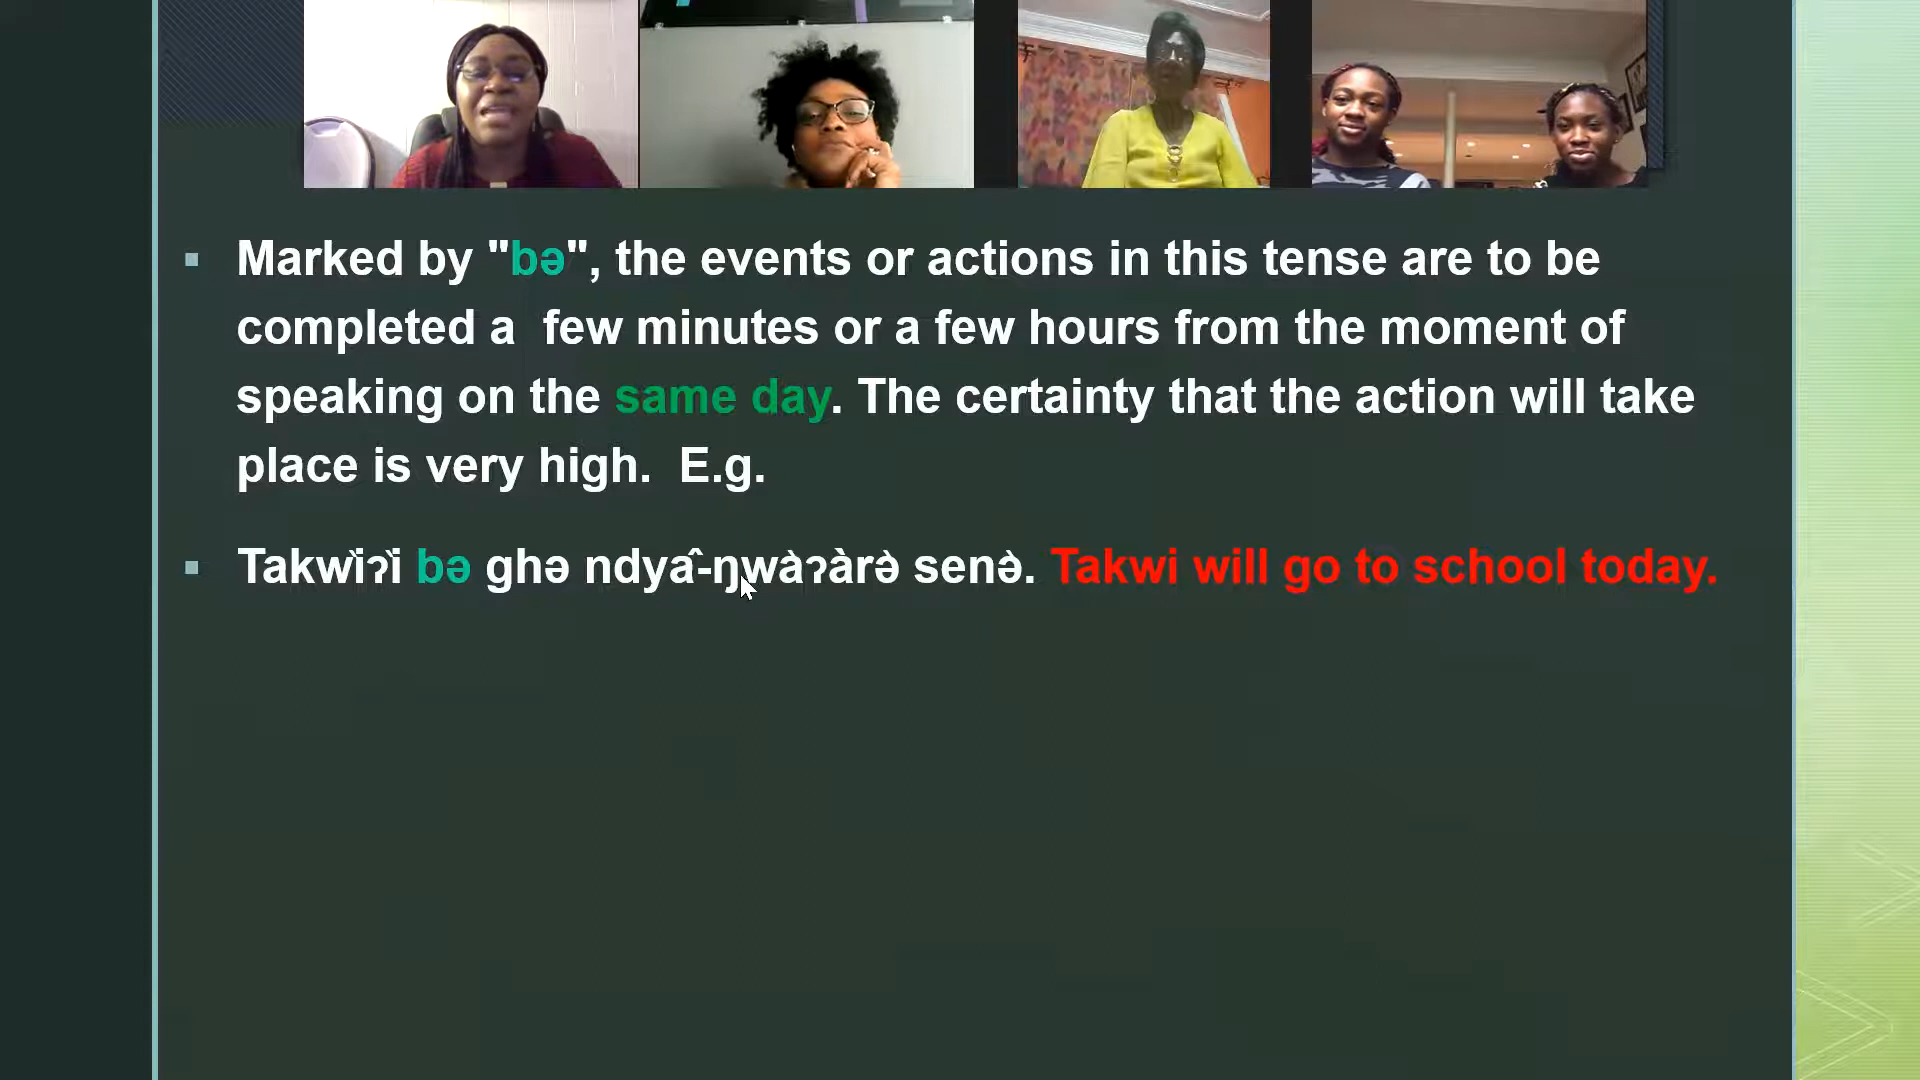 Marked by "bə", the events or actions in this tense are to be
completed a  few minutes or a few hours from the moment of
speaking on the same day. The certainty that the action will take
place is very high.  E.g.
Takwìʔì bə ghə ndyâ-ŋwàʔàrə̀ senə̀. Takwi will go to school today.